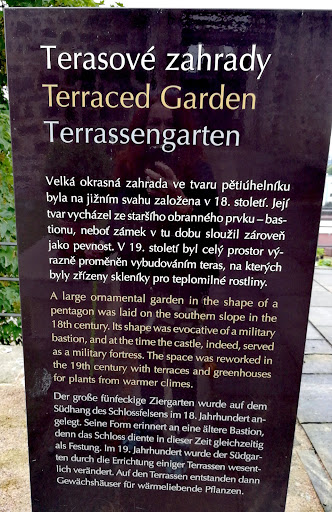 Terasové zahrady
Terraced Garden
Terrassengarten
Velká okrasná zahrada ve tvaru pětiúhelníku
byla na jižním svahu založena v 18. století. Její
tvar vycházel ze staršího obranného prvku – bas-
tionu, neboť zámek v tu dobu sloužil zároveň
jako pevnost. V 19. století byl celý prostor vý-
razně proměněn vybudováním teras, na kterých
byly zřízeny skleníky pro teplomilné rostliny.
A large ornamental garden in the shape of a
pentagon was laid on the southern slope in the
18th century. Its shape was evocative of a military
bastion, and at the time the castle, indeed, served
as a military fortress. The space was reworked in
the 19th century with terraces and greenhouses
for plants from warmer climes.
Der große fünfeckige Ziergarten wurde auf dem
Südhang des Schlossfelsens im 18. Jahrhundert an-
gelegt. Seine Form erinnert an eine ältere Bastion,
denn das Schloss diente in dieser Zeit gleichzeitig
als Festung. Im 19. Jahrhundert wurde der Südgar-
ten durch die Errichtung einiger Terrassen wesent-
lich verändert. Auf den Terrassen entstanden dann
Gewächshäuser für wärmeliebende Pflanzen.